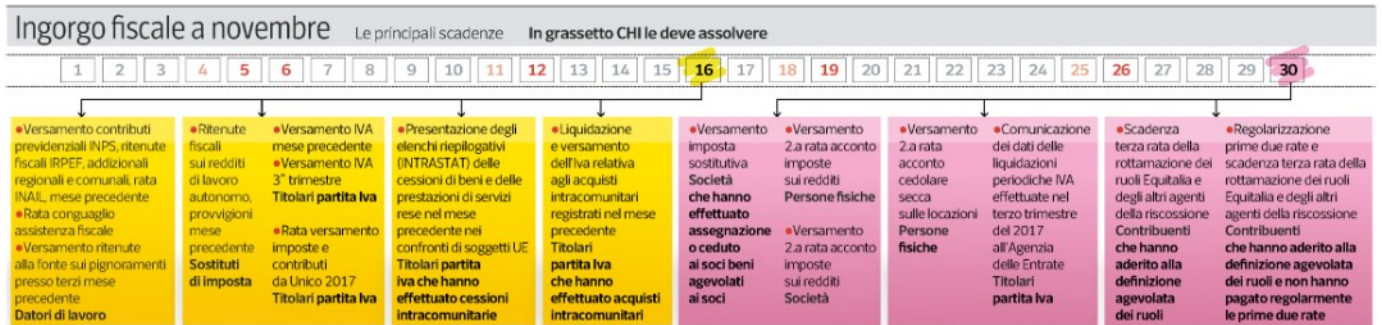 Ingorgo fiscale a novembre Le principali scadenze In grassetto CHI le deve assolvere
1 2 3 4 5 6 7 8 9 10 11 12 13 14 15 16 17 18 19 20 21 22 23 24 25 26 27 28 29 30
•Versamento contributi
previdenziali INPS, ritenute
fiscali IRPEF, addizionali
regionali e comunali, rata
INAIL, mese precedente
•Rata conguaglio
assistenza fiscale
•Versamento ritenute
alla fonte sui pignoramenti
presso terzi mese
precedente
Datori di lavoro
•Ritenute
fiscali
sui redditi
di lavoro
autonomo,
provvigioni
mese
precedente
Sostituti
di imposta
•Versamento IVA
mese precedente
•Versamento IVA
3° trimestre
Titolari partita Iva
•Rata versamento
imposte e
contributi
da Unico 2017
Titolari partita Iva
•Presentazione degli
elenchi riepilogativi
(INTRASTAT) delle
cessioni di beni e delle
prestazioni di servizi
rese nel mese
precedente nei
confronti di soggetti UE
Titolari partita
iva che hanno
effettuato cessioni
intracomunitarie
•Liquidazione
e versamento
dell'Iva relativa
agli acquisti
intracomunitari
registrati nel mese
precedente
Titolari
partita Iva
che hanno
effettuato acquisti
intracomunitari
•Versamento
imposta
sostitutiva
Società
che hanno
effettuato
assegnazione
o ceduto
ai soci beni
agevolati
ai soci
•Versamento
2.a rata acconto
imposte
sui redditi
Persone fisiche
•Versamento
2.a rata acconto
imposte
sui redditi
Società
•Versamento
2.a rata
acconto
cedolare
secca
sulle locazioni
Persone
fisiche
•Comunicazione
dei dati delle
liquidazioni
periodiche IVA
effettuate nel
terzo trimestre
del 2017
all'Agenzia
delle Entrate
Titolari
partita Iva
•Scadenza
terza rata della
rottamazione dei
ruoli Equitalia e
degli altri agenti
della riscossione
Contribuenti
che hanno
aderito alla
definizione
agevolata
dei ruoli
•Regolarizzazione
prime due rate e
scadenza terza rata della
rottamazione dei ruoli
Equitalia e degli altri
agenti della riscossione
Contribuenti
che hanno aderito alla
definizione agevolata
dei ruoli e non hanno
pagato regolarmente
le prime due rate